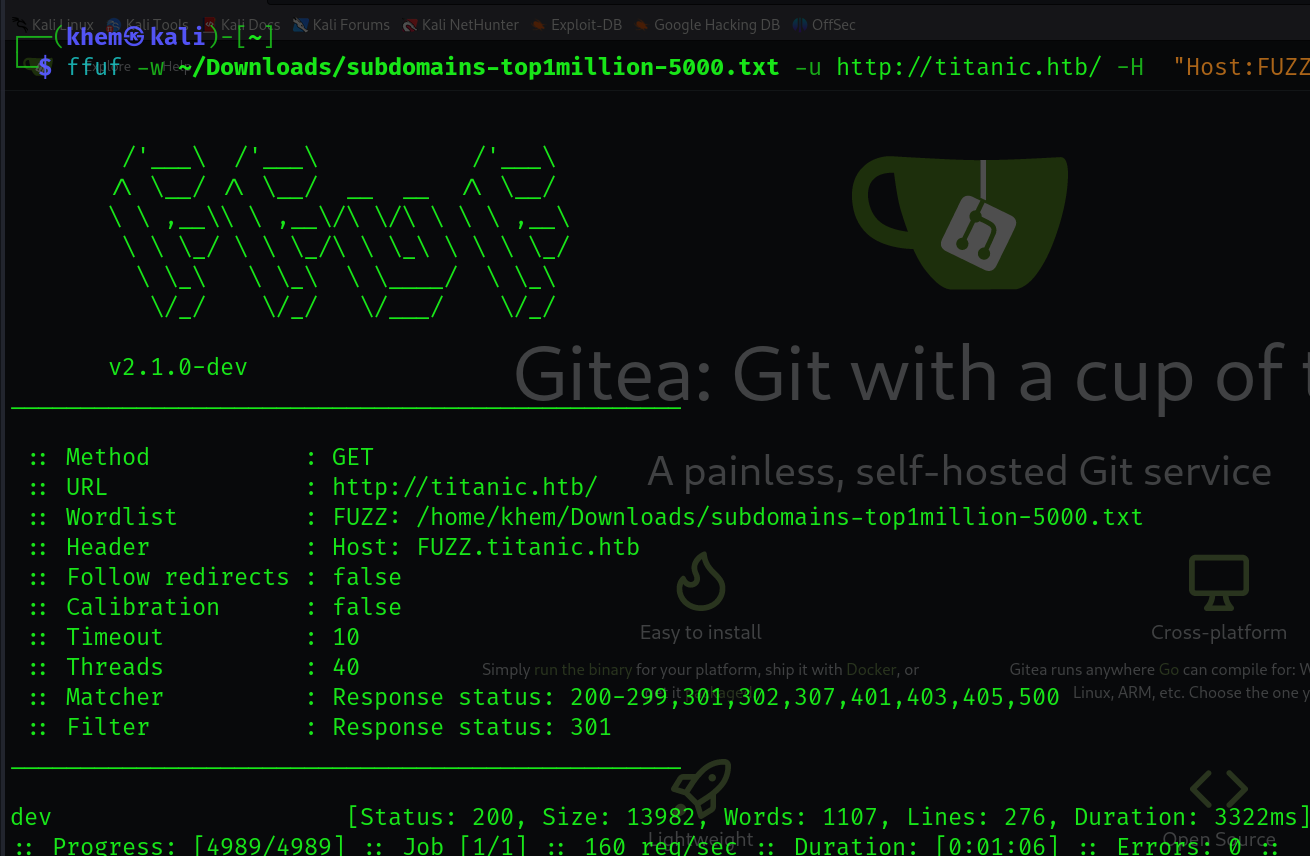 Kali Linux Kali Tools Kali Docs Kali Forums Kali NetHunter Exploit-DB Google Hacking DB OffSec
┌──(khem㉿kali)-[~]
└─$ ffuf -w ~/Downloads/subdomains-top1million-5000.txt -u http://titanic.htb/ -H  "Host:FUZZ
Explore Help
v2.1.0-dev
Gitea: Git with a cup of t
:: Method           : GET
A painless, self-hosted Git service
:: URL              : http://titanic.htb/
:: Wordlist         : FUZZ: /home/khem/Downloads/subdomains-top1million-5000.txt
:: Header           : Host: FUZZ.titanic.htb
:: Follow redirects : false
:: Calibration      : false
:: Timeout          : 10
Easy to install
Cross-platform
:: Threads          : 40
Simply run the binary for your platform, ship it with Docker, or
Gitea runs anywhere Go can compile for: W
:: Matcher          : Response status: 200-299,301,302,307,401,403,405,500
Linux, ARM, etc. Choose the one y
:: Filter           : Response status: 301
dev                     [Status: 200, Size: 13982, Words: 1107, Lines: 276, Duration: 3322ms]
Lightweight
Open Source
:: Progress: [4989/4989] :: Job [1/1] :: 160 req/sec :: Duration: [0:01:06] :: Errors: 0 ::